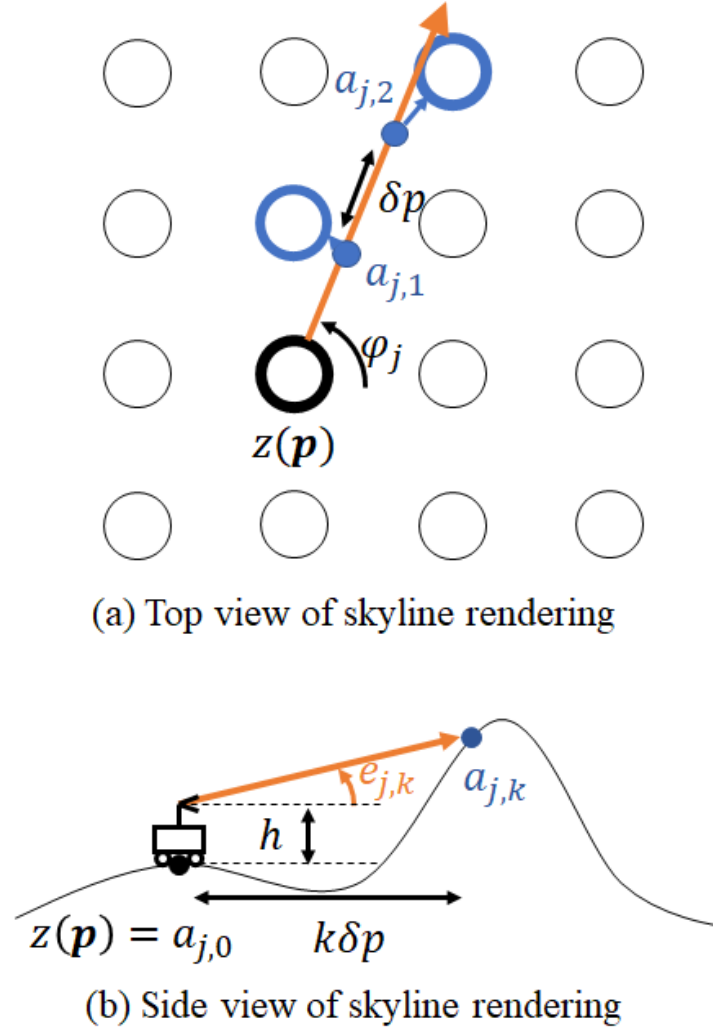 a_{j,2}
δp
a_{j,1}
φ_j
z(p)
(a) Top view of skyline rendering
e_{j,k}
a_{j,k}
h
z(p) = a_{j,0}
kδp
(b) Side view of skyline rendering